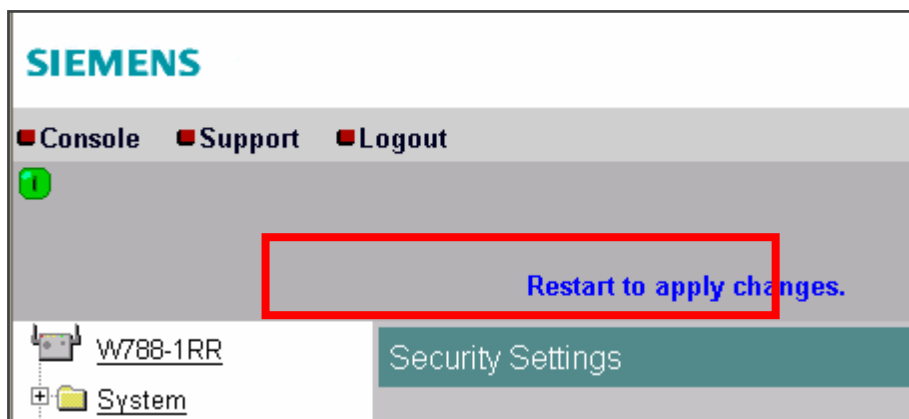 SIEMENS
Console Support Logout
i
Restart to apply changes.
W788-1RR
Security Settings
System